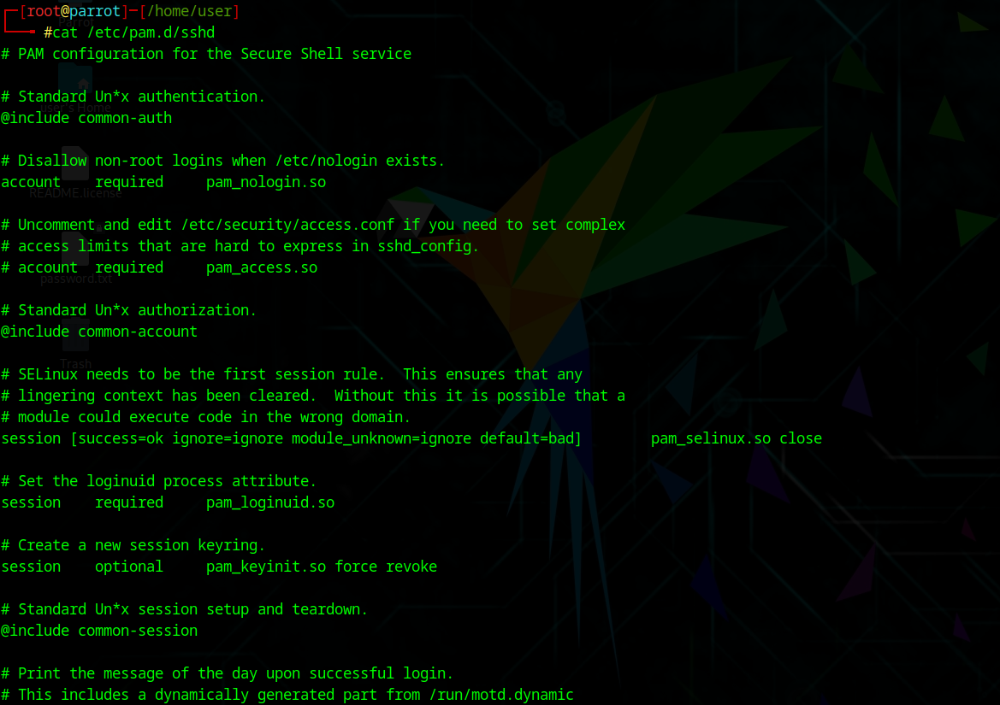 ┌─[root@parrot]─[/home/user]
└──╼ #cat /etc/pam.d/sshd
# PAM configuration for the Secure Shell service

# Standard Un*x authentication.
user's Home
@include common-auth

# Disallow non-root logins when /etc/nologin exists.
account    required     pam_nologin.so
README.license

# Uncomment and edit /etc/security/access.conf if you need to set complex
# access limits that are hard to express in sshd_config.
# account  required     pam_access.so
password.txt

# Standard Un*x authorization.
@include common-account
Trash

# SELinux needs to be the first session rule.  This ensures that any
# lingering context has been cleared.  Without this it is possible that a
# module could execute code in the wrong domain.
session [success=ok ignore=ignore module_unknown=ignore default=bad]        pam_selinux.so close

# Set the loginuid process attribute.
session    required     pam_loginuid.so

# Create a new session keyring.
session    optional     pam_keyinit.so force revoke

# Standard Un*x session setup and teardown.
@include common-session

# Print the message of the day upon successful login.
# This includes a dynamically generated part from /run/motd.dynamic